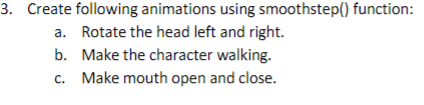 3. Create following animations using smoothstep() function:
a. Rotate the head left and right.
b. Make the character walking.
c. Make mouth open and close.